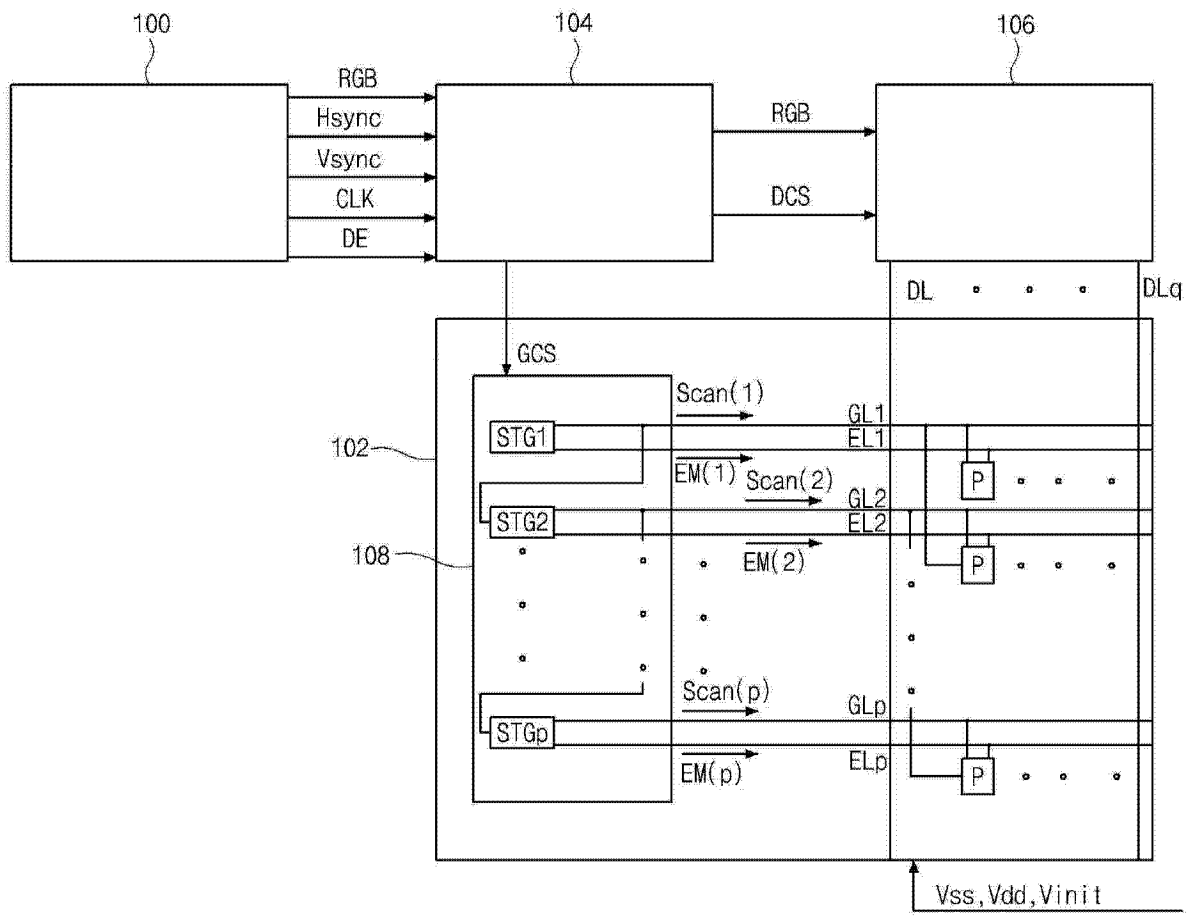 100
104
106
RGB
Hsync
Vsync
CLK
DE
RGB
DCS
DL
DLq
GCS
102
108
STG1
Scan(1)
GL1
EL1
EM(1)
P
STG2
Scan(2)
GL2
EL2
EM(2)
P
STGp
Scan(p)
GLp
ELp
EM(p)
P
Vss,Vdd,Vinit